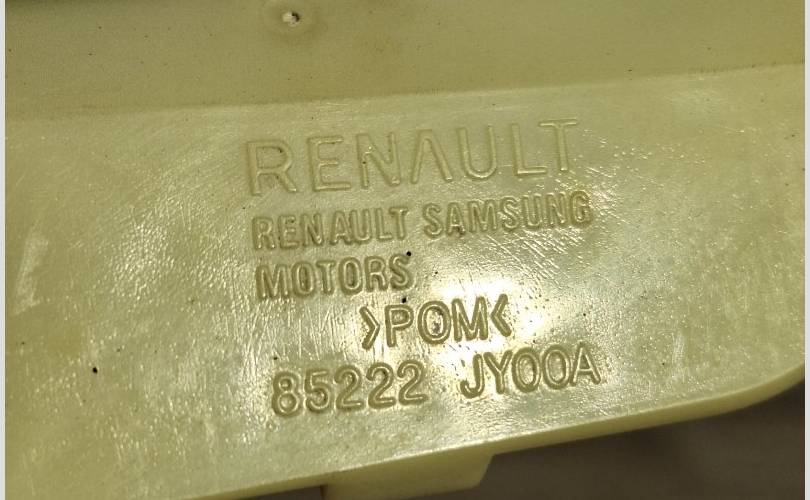 RENAULT
RENAULT SAMSUNG
MOTORS
>POM<
85222 JY00A